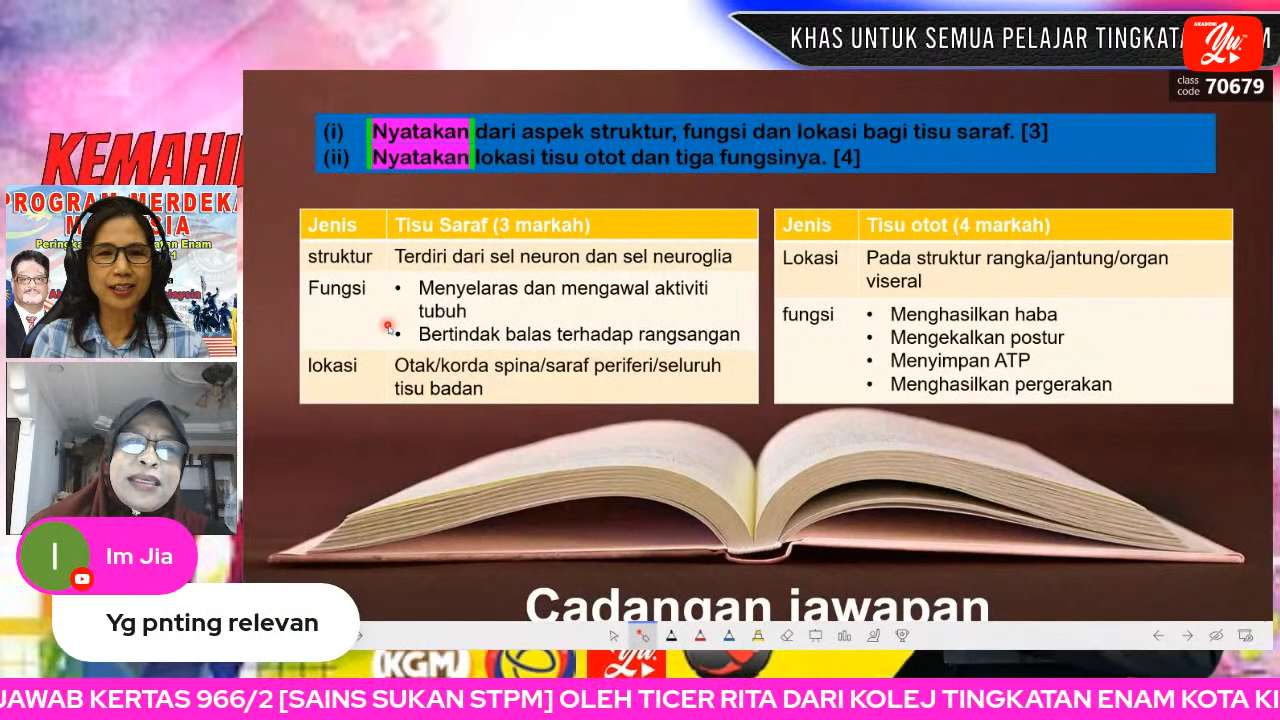 KHAS UNTUK SEMUA PELAJAR TINGKAT
AKADEMI
Yu.
class code 70679
KEMAHI
(i) Nyatakan dari aspek struktur, fungsi dan lokasi bagi tisu saraf. [3]
(ii) Nyatakan lokasi tisu otot dan tiga fungsinya. [4]
PROGRAM MERDEKA
Jenis Tisu Saraf (3 markah)
struktur Terdiri dari sel neuron dan sel neuroglia
Fungsi • Menyelaras dan mengawal aktiviti
tubuh
• Bertindak balas terhadap rangsangan
lokasi Otak/korda spina/saraf periferi/seluruh
tisu badan
Jenis Tisu otot (4 markah)
Lokasi Pada struktur rangka/jantung/organ
viseral
fungsi • Menghasilkan haba
• Mengekalkan postur
• Menyimpan ATP
• Menghasilkan pergerakan
I
Im Jia
Yg pnting relevan
Cadangan jawapan
(KGM)
JAWAB KERTAS 966/2 [SAINS SUKAN STPM] OLEH TICER RITA DARI KOLEJ TINGKATAN ENAM KOTA KI